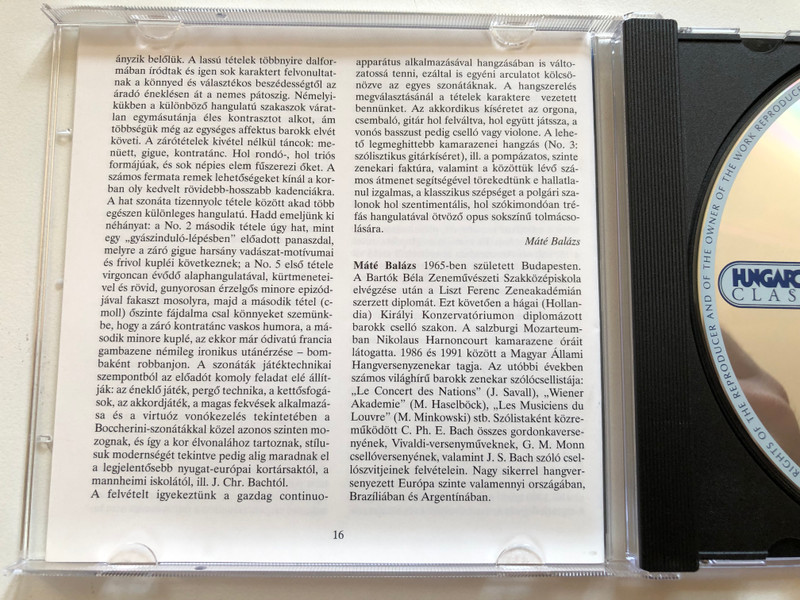 ányzik belőlük. A lassú tételek többnyire dalfor-
mában íródtak és igen sok karaktert felvonultat-
nak a könnyed és választékos beszédességtől az
áradó éneklésen át a nemes pátoszig. Némelyi-
kükben a különböző hangulatú szakaszok várat-
lan egymásutánja éles kontrasztot alkot, ám
többségük még az egységes affektus barokk elvét
követi. A zárótételek kivétel nélkül táncok: me-
nüett, gigue, kontratánc. Hol rondó-, hol triós
formájúak, és sok népies elem fűszerezi őket. A
számos fermata remek lehetőségeket kínál a kor-
ban oly kedvelt rövidebb-hosszabb kadenciákra.
A hat szonáta tizennyolc tétele között akad több
egészen különleges hangulatú. Hadd emeljünk ki
néhányat: a No. 2 második tétele úgy hat, mint
egy „gyászinduló-lépésben” előadott panaszdal,
melyre a záró gigue harsány vadászat-motívumai
és frivol kupléi következnek; a No. 5 első tétele
virgoncan évődő alaphangulatával, kürtmenetei-
vel és rövid, gunyorosan érzelgős minore epizód-
jával fakaszt mosolyra, majd a második tétel (c-
moll) őszinte fájdalma csal könnyeket szemünk-
be, hogy a záró kontratánc vaskos humora, a má-
sodik minore kuplé, az ekkor már ódivatú francia
gambazene némileg ironikus utánérzése – bom-
baként robbanjon. A szonáták játéktechnikai
szempontból az előadót komoly feladat elé állít-
ják: az éneklő játék, pergő technika, a kettősfogá-
sok, az akkordjáték, a magas fekvések alkalmazá-
sa és a virtuóz vonókezelés tekintetében a
Boccherini-szonátákkal közel azonos szinten mo-
zognak, és így a kor élvonalához tartoznak, stílu-
suk modernségét tekintve pedig alig maradnak el
a legjelentősebb nyugat-európai kortársaktól, a
mannheimi iskolától, ill. J. Chr. Bachtól.
A felvételt igyekeztünk a gazdag continuo-
apparátus alkalmazásával hangzásában is válto-
zatossá tenni, ezáltal is egyéni arculatot kölcsö-
nözve az egyes szonátáknak. A hangszerelés
megválasztásánál a tételek karaktere vezetett
bennünket. Az akkordikus kíséretet az orgona,
csembaló, gitár hol felváltva, hol együtt játssza, a
vonós basszust pedig cselló vagy violone. A lehe-
tő legmeghittebb kamarazenei hangzás (No. 3:
szólisztikus gitárkíséret), ill. a pompázatos, szinte
zenekari faktúra, valamint a közöttük lévő szá-
mos átmenet segítségével törekedtünk e hallatla-
nul izgalmas, a klasszikus szépséget a polgári sza-
lonok hol szentimentális, hol szókimondóan tré-
fás hangulatával ötvöző opus sokszínű tolmácso-
lására.
Máté Balázs
Máté Balázs 1965-ben született Budapesten.
A Bartók Béla Zeneművészeti Szakközépiskola
elvégzése után a Liszt Ferenc Zeneakadémián
szerzett diplomát. Ezt követően a hágai (Hollan-
dia) Királyi Konzervatóriumon diplomázott
barokk cselló szakon. A salzburgi Mozarteum-
ban Nikolaus Harnoncourt kamarazene óráit
látogatta. 1986 és 1991 között a Magyar Állami
Hangversenyzenekar tagja. Az utóbbi években
számos világhírű barokk zenekar szólócsellistája:
„Le Concert des Nations” (J. Savall), „Wiener
Akademie” (M. Haselböck), „Les Musiciens du
Louvre” (M. Minkowski) stb. Szólistaként közre-
működött C. Ph. E. Bach összes gordonkaverse-
nyének, Vivaldi-versenyműveknek, G. M. Monn
csellóversenyének, valamint J. S. Bach szóló csel-
lószvitjeinek felvételein. Nagy sikerrel hangver-
senyezett Európa szinte valamennyi országában,
Brazíliában és Argentínában.
16
RIGHTS OF THE REPRODUCER AND OF THE OWNER OF THE WORK REPRODUCE
HUNGARO
CLAS